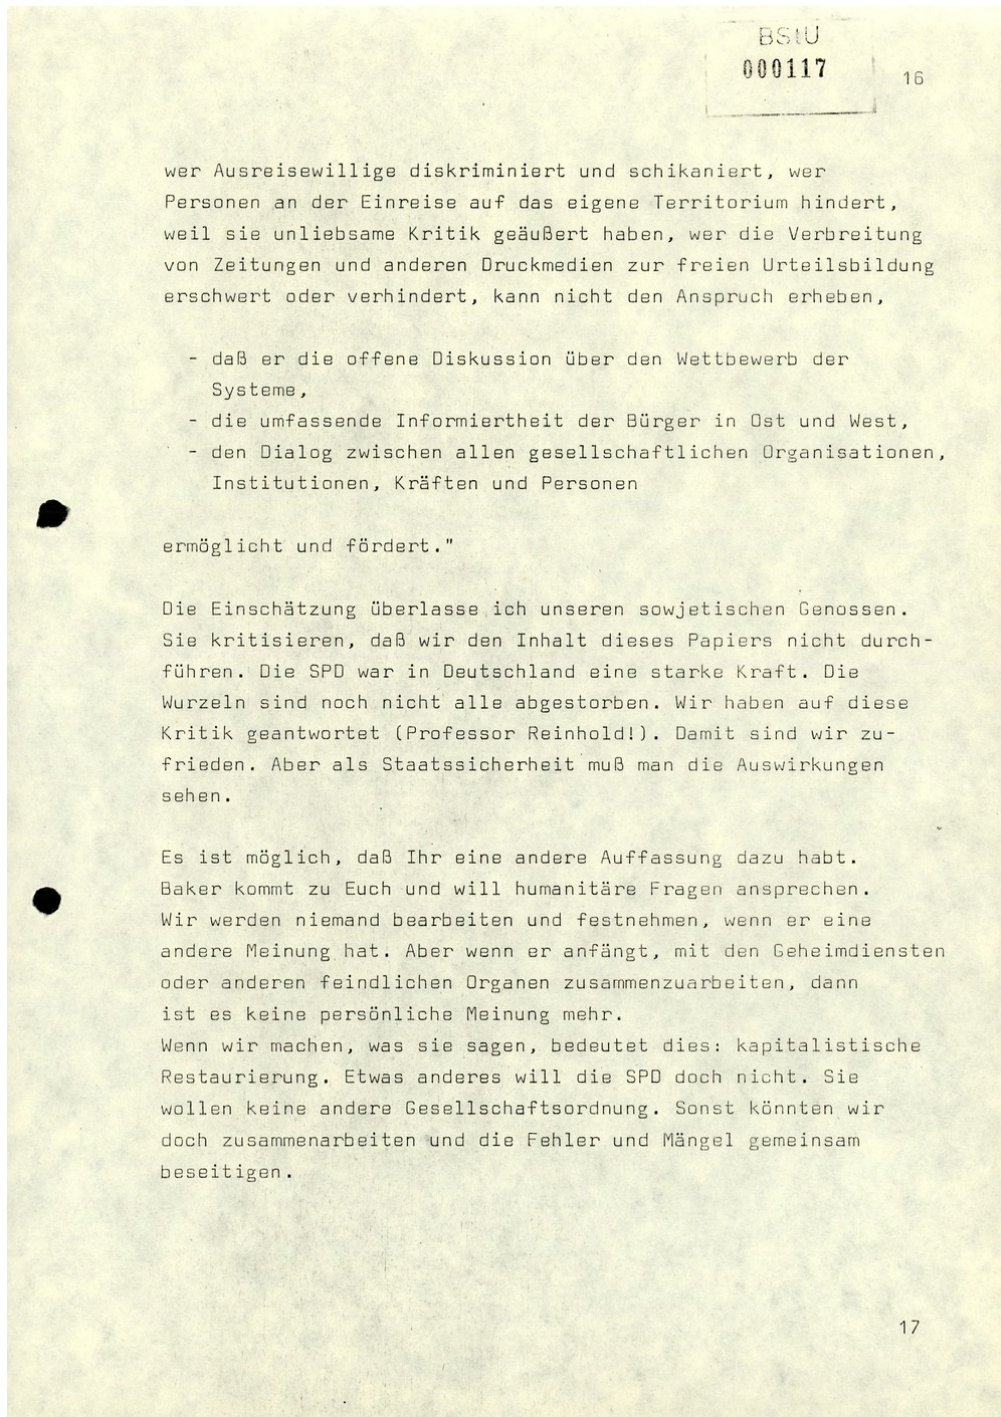 BStU
000117
16
wer Ausreisewillige diskriminiert und schikaniert, wer
Personen an der Einreise auf das eigene Territorium hindert,
weil sie unliebsame Kritik geäußert haben, wer die Verbreitung
von Zeitungen und anderen Druckmedien zur freien Urteilsbildung
erschwert oder verhindert, kann nicht den Anspruch erheben,
- daß er die offene Diskussion über den Wettbewerb der
Systeme,
- die umfassende Informiertheit der Bürger in Ost und West,
- den Dialog zwischen allen gesellschaftlichen Organisationen,
Institutionen, Kräften und Personen
ermöglicht und fördert."
Die Einschätzung überlasse ich unseren sowjetischen Genossen.
Sie kritisieren, daß wir den Inhalt dieses Papiers nicht durch-
führen. Die SPD war in Deutschland eine starke Kraft. Die
Wurzeln sind noch nicht alle abgestorben. Wir haben auf diese
Kritik geantwortet (Professor Reinhold!). Damit sind wir zu-
frieden. Aber als Staatssicherheit muß man die Auswirkungen
sehen.
Es ist möglich, daß Ihr eine andere Auffassung dazu habt.
Baker kommt zu Euch und will humanitäre Fragen ansprechen.
Wir werden niemand bearbeiten und festnehmen, wenn er eine
andere Meinung hat. Aber wenn er anfängt, mit den Geheimdiensten
oder anderen feindlichen Organen zusammenzuarbeiten, dann
ist es keine persönliche Meinung mehr.
Wenn wir machen, was sie sagen, bedeutet dies: kapitalistische
Restaurierung. Etwas anderes will die SPD doch nicht. Sie
wollen keine andere Gesellschaftsordnung. Sonst könnten wir
doch zusammenarbeiten und die Fehler und Mängel gemeinsam
beseitigen.
17